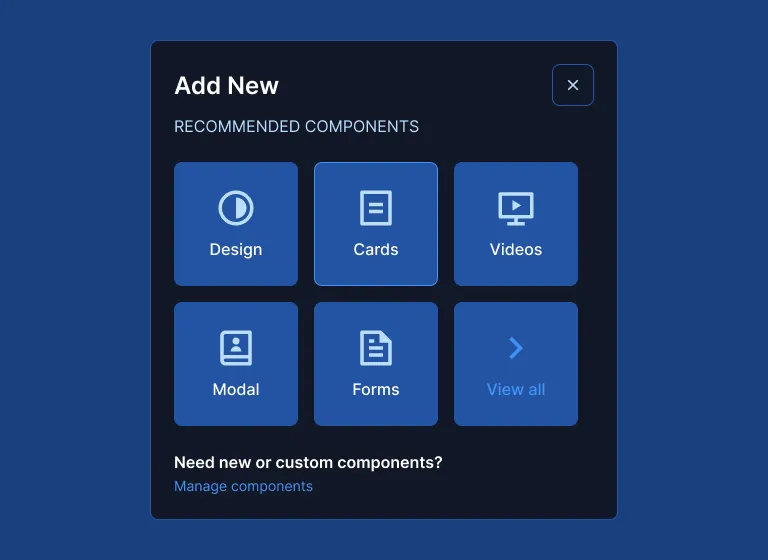 Add New
RECOMMENDED COMPONENTS
Design
Cards
Videos
Modal
Forms
View all
Need new or custom components?
Manage components